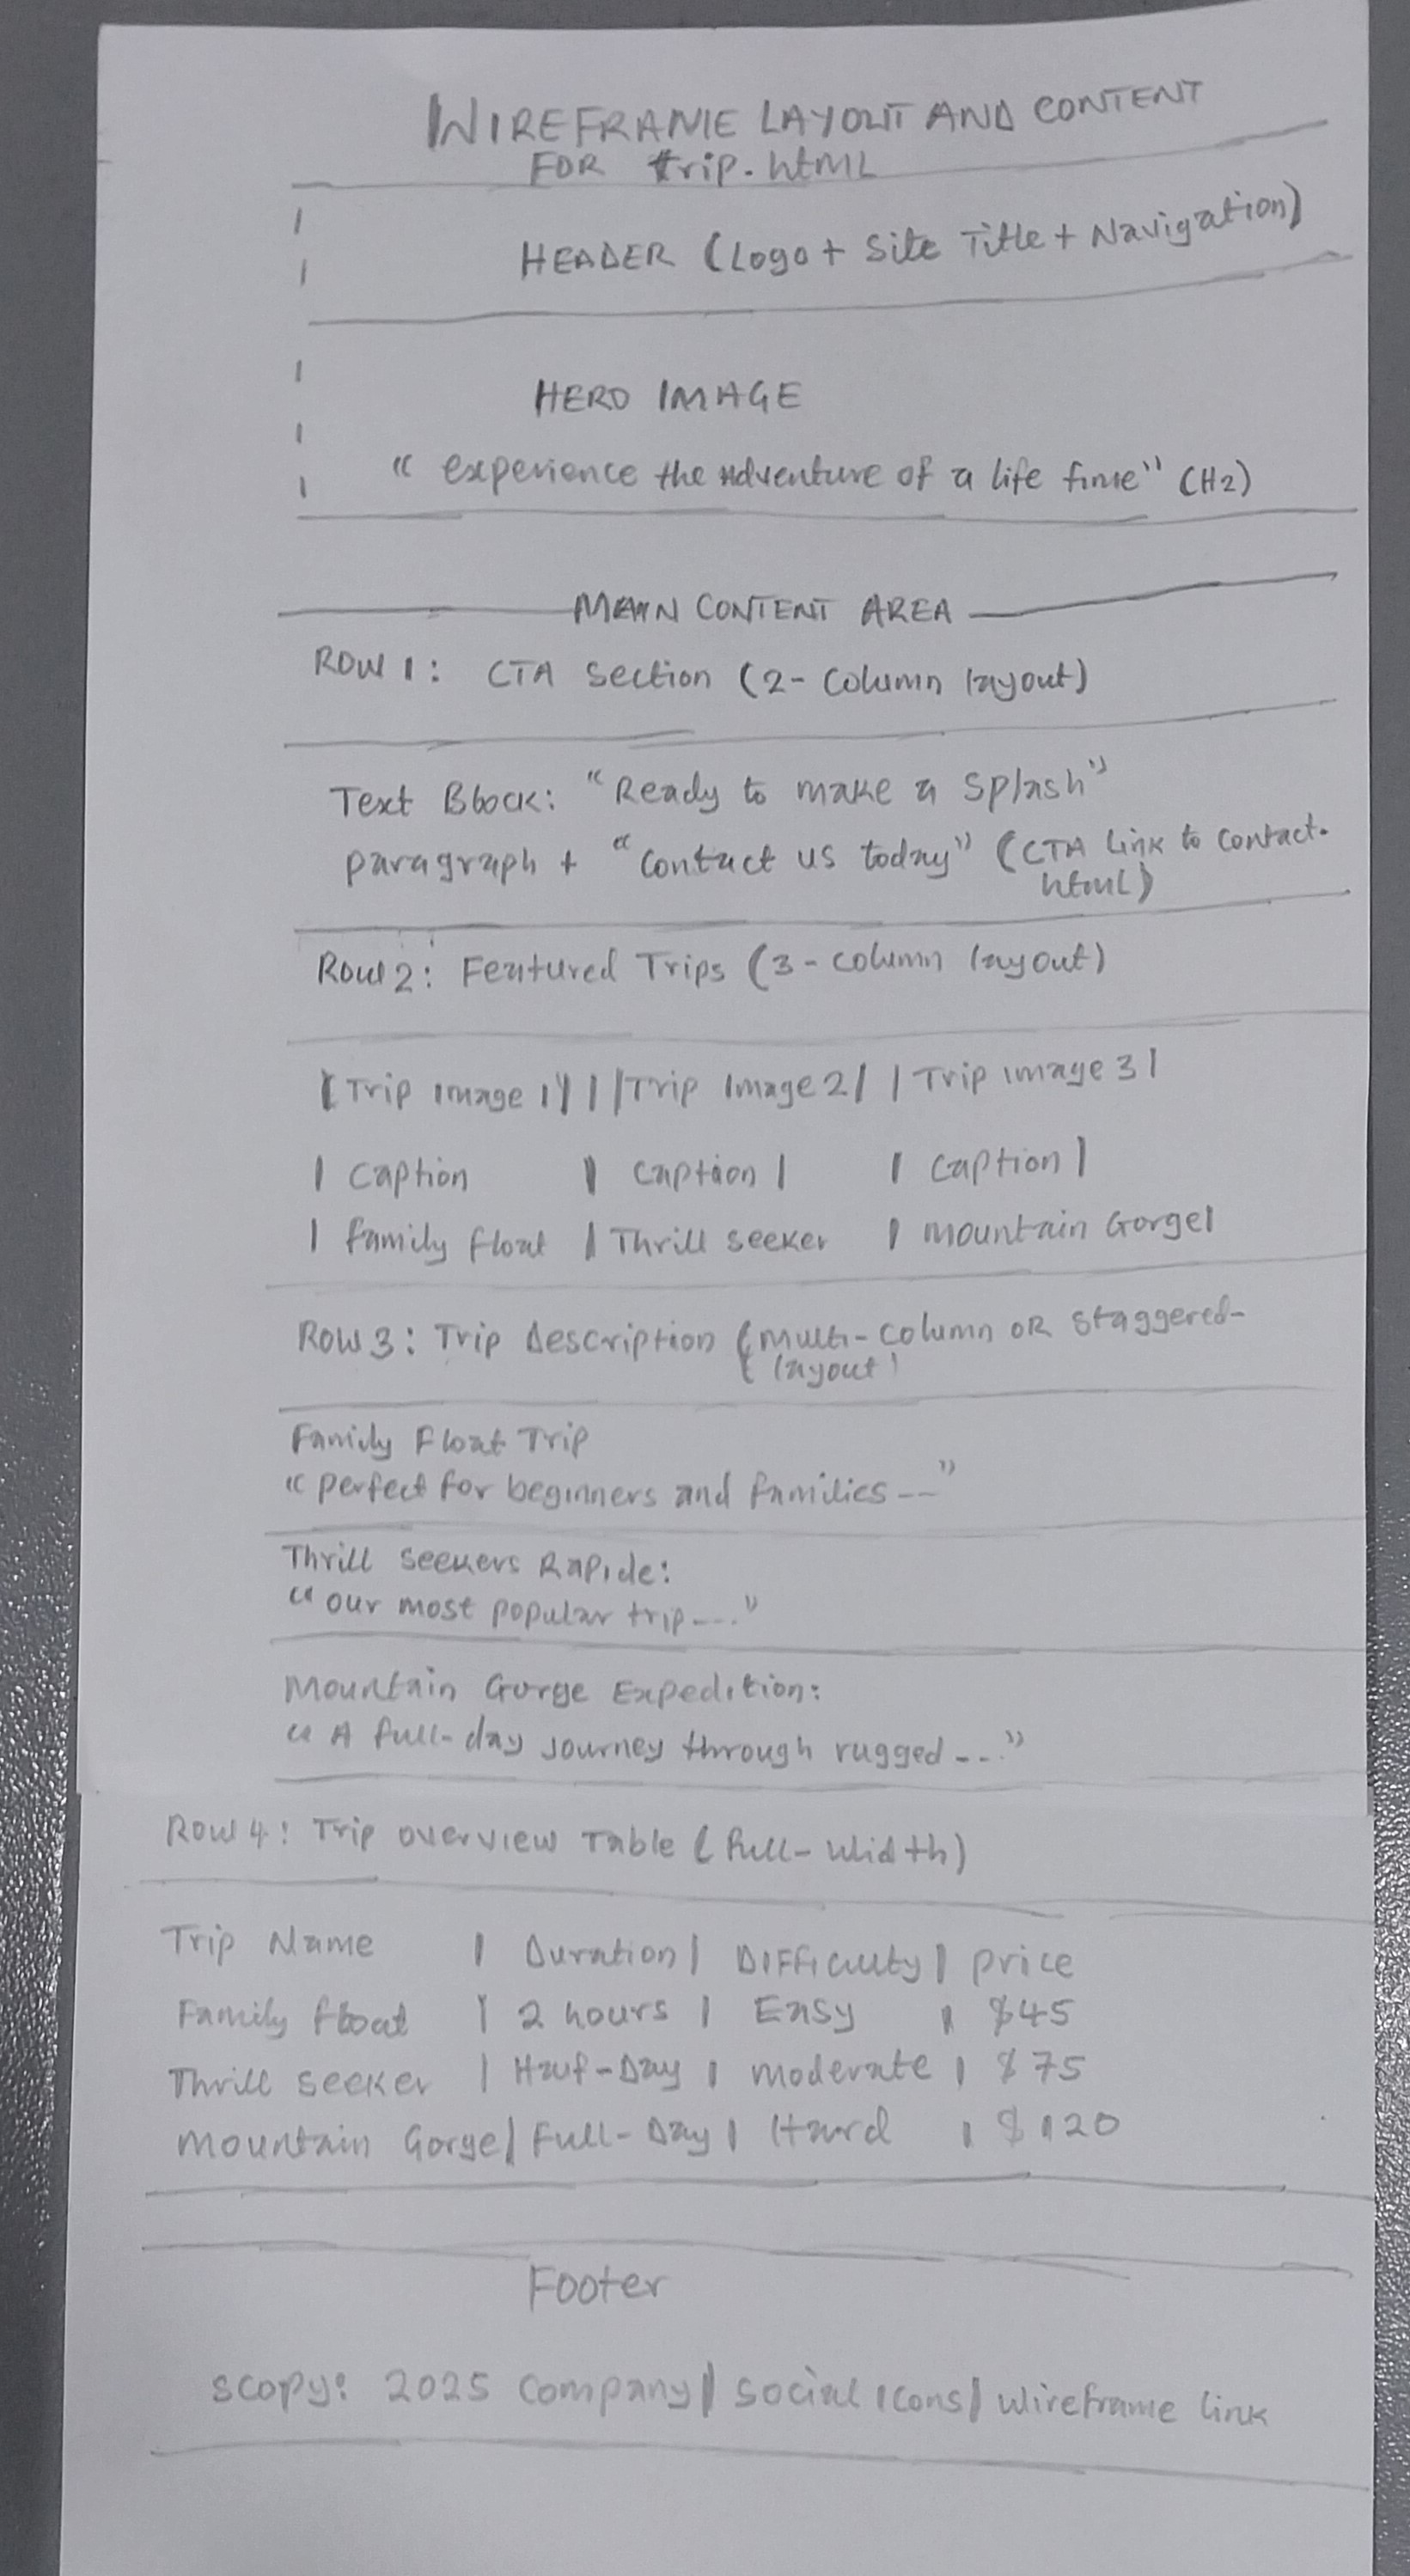 WIREFRAME LAYOUT AND CONTENT
FOR trip.html
HEADER (Logo + Site Title + Navigation)
HERO IMAGE
"experience the adventure of a life time" (H2)
MAIN CONTENT AREA
ROW 1: CTA Section (2-Column layout)
Text Block: "Ready to make a splash"
paragraph + "Contact us today" (CTA link to contact.
html)
Row 2: Featured Trips (3-column layout)
| Trip image 1 | | | Trip Image 2 | | Trip image 3 |
| Caption | Caption | | Caption |
| family float | Thrill seeker | mountain Gorge |
Row 3: Trip Description (multi-column OR staggered-
layout)
Family Float Trip
"perfect for beginners and families --"
Thrill Seekers Rapids:
"our most popular trip ---."
Mountain Gorge Expedition:
"A full-day journey through rugged ---."
Row 4: Trip overview Table (full-width)
Trip Name | Duration | Difficulty | price
Family float | 2 hours | Easy | $45
Thrill seeker | Half-Day | moderate | $75
mountain Gorge | Full-Day | Hard | $120
Footer
scopy: 2025 Company | social icons | wireframe link